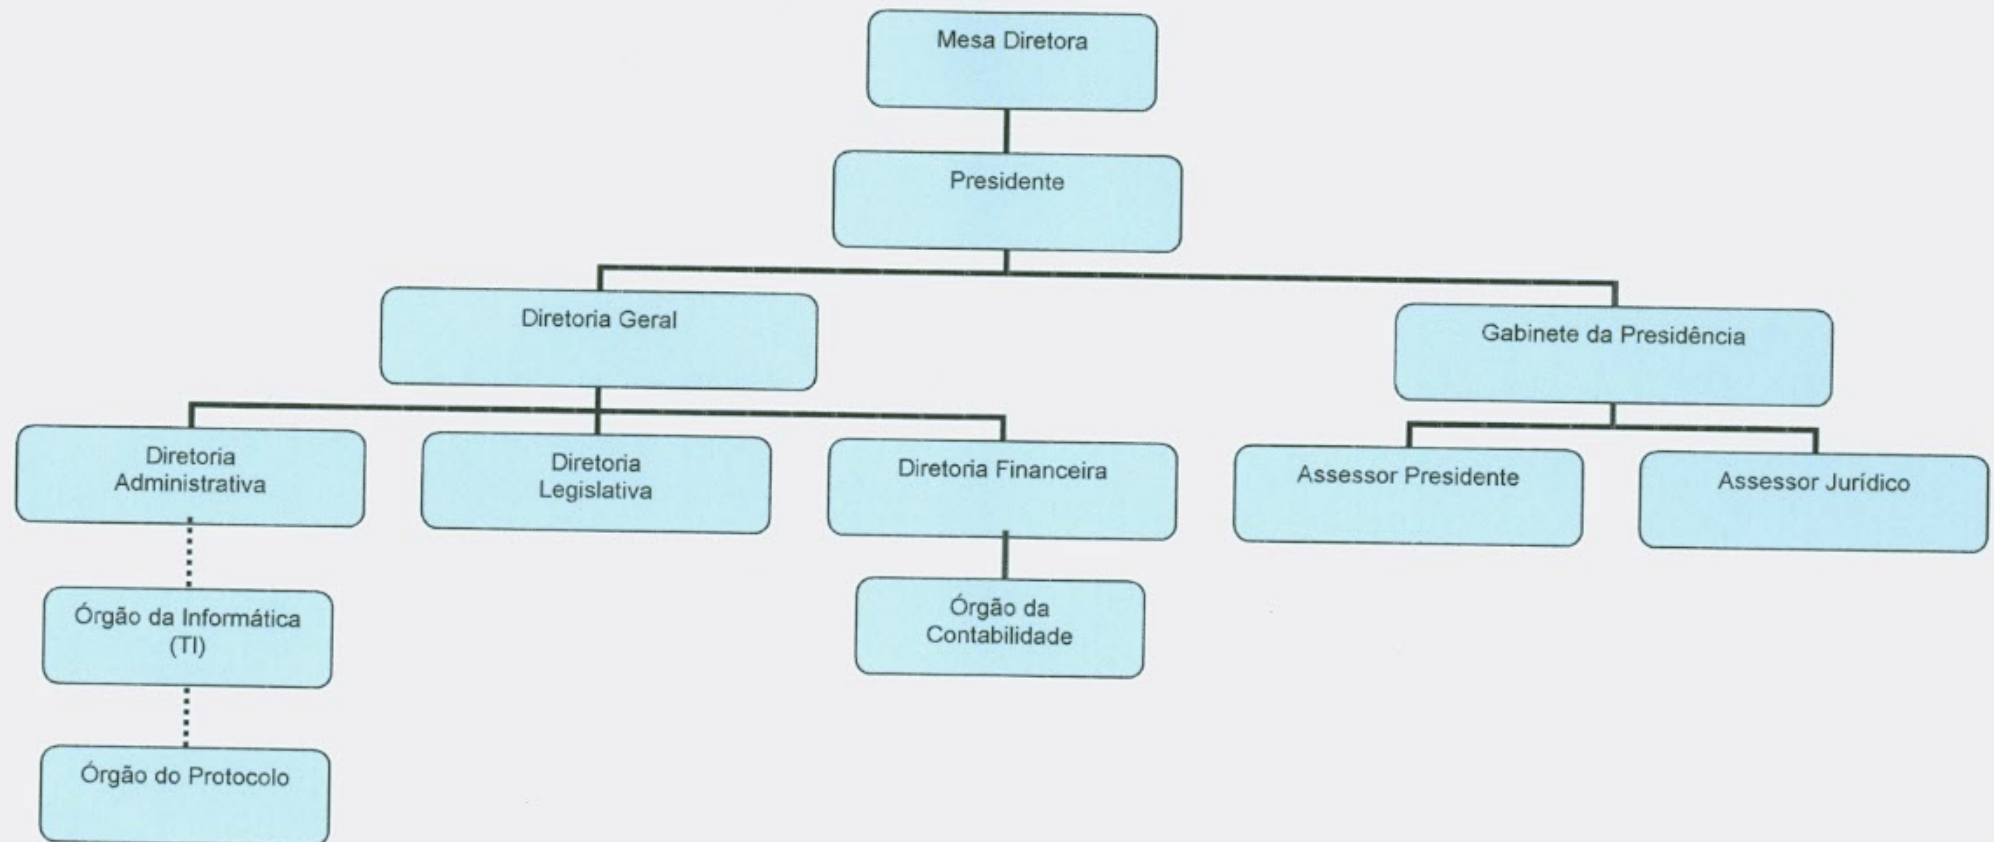 Mesa Diretora
Presidente
Diretoria Geral
Gabinete da Presidência
Diretoria
Administrativa
Diretoria
Legislativa
Diretoria Financeira
Assessor Presidente
Assessor Jurídico
Órgão da Informática
(TI)
Órgão da
Contabilidade
Órgão do Protocolo